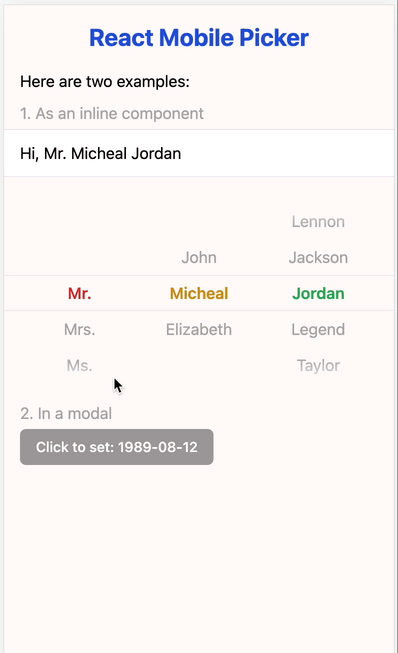 React Mobile Picker
Here are two examples:
1. As an inline component
Hi, Mr. Micheal Jordan
Lennon
John Jackson
Mr. Micheal Jordan
Mrs. Elizabeth Legend
Ms. Taylor
2. In a modal
Click to set: 1989-08-12